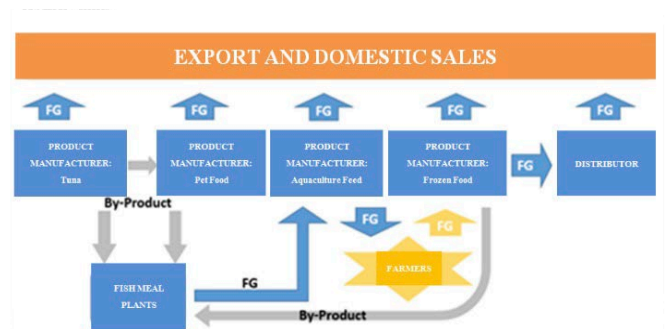 EXPORT AND DOMESTIC SALES
FG
FG
FG
FG
FG
PRODUCT
MANUFACTURER:
Tuna
PRODUCT
MANUFACTURER:
Pet Food
PRODUCT
MANUFACTURER:
Aquaculture Feed
PRODUCT
MANUFACTURER:
Frozen Food
FG
DISTRIBUTOR
By-Product
FG
FG
FARMERS
FISH MEAL
PLANTS
FG
By-Product